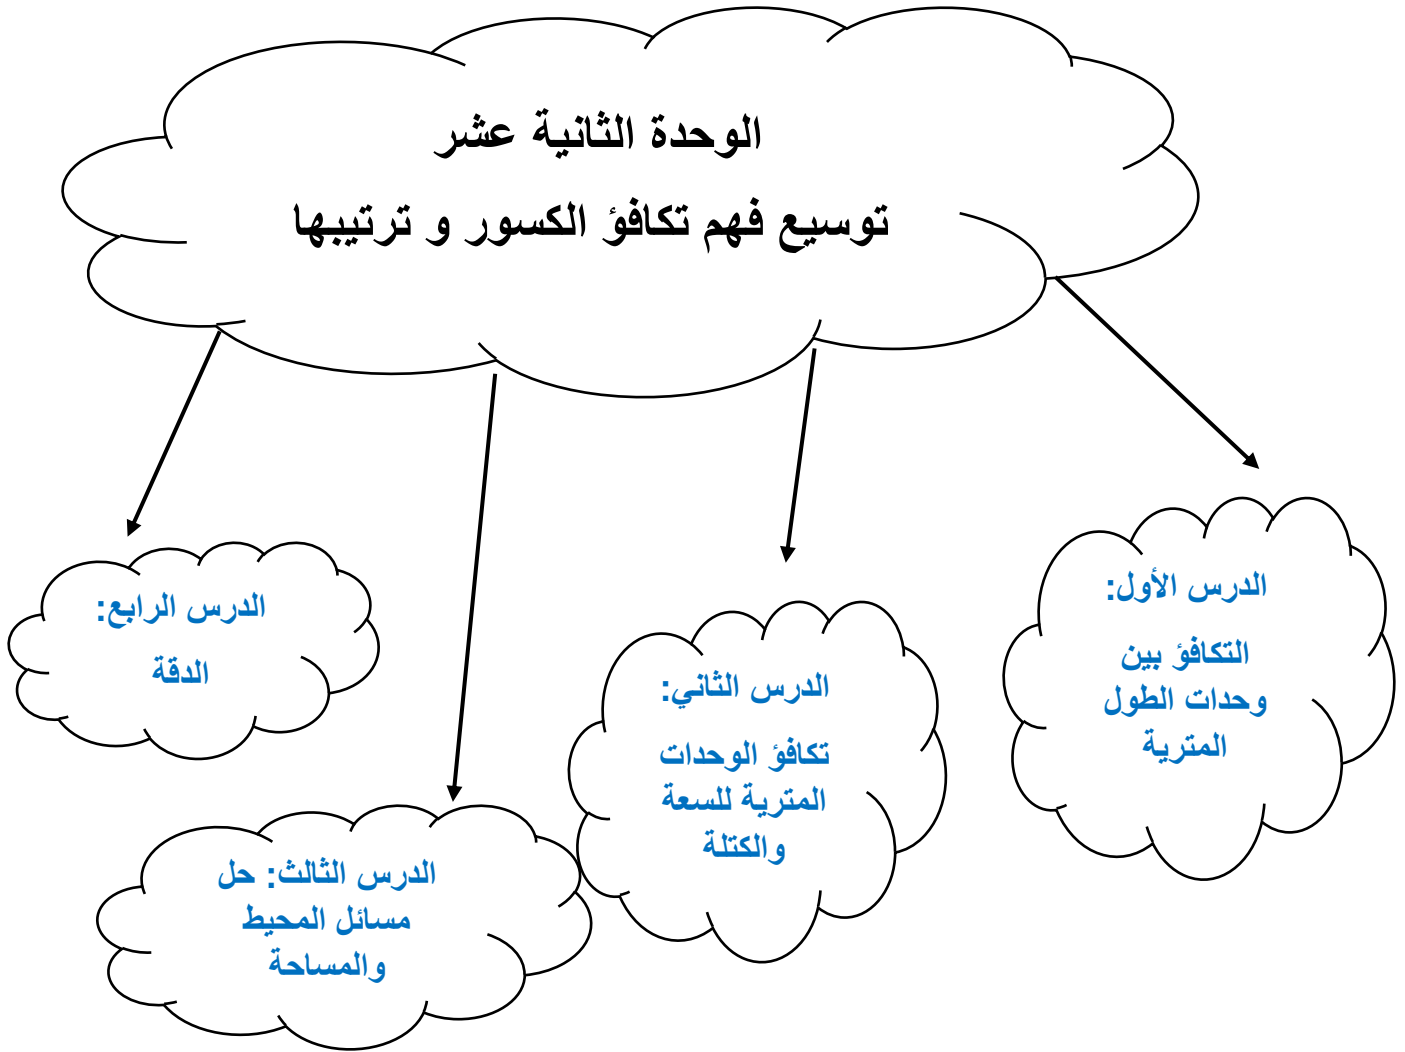 الوحدة الثانية عشر
توسيع فهم تكافؤ الكسور و ترتيبها
الدرس الأول:
التكافؤ بين
وحدات الطول
المترية
الدرس الثاني:
تكافؤ الوحدات
المترية للسعة
والكتلة
الدرس الثالث: حل
مسائل المحيط
والمساحة
الدرس الرابع:
الدقة